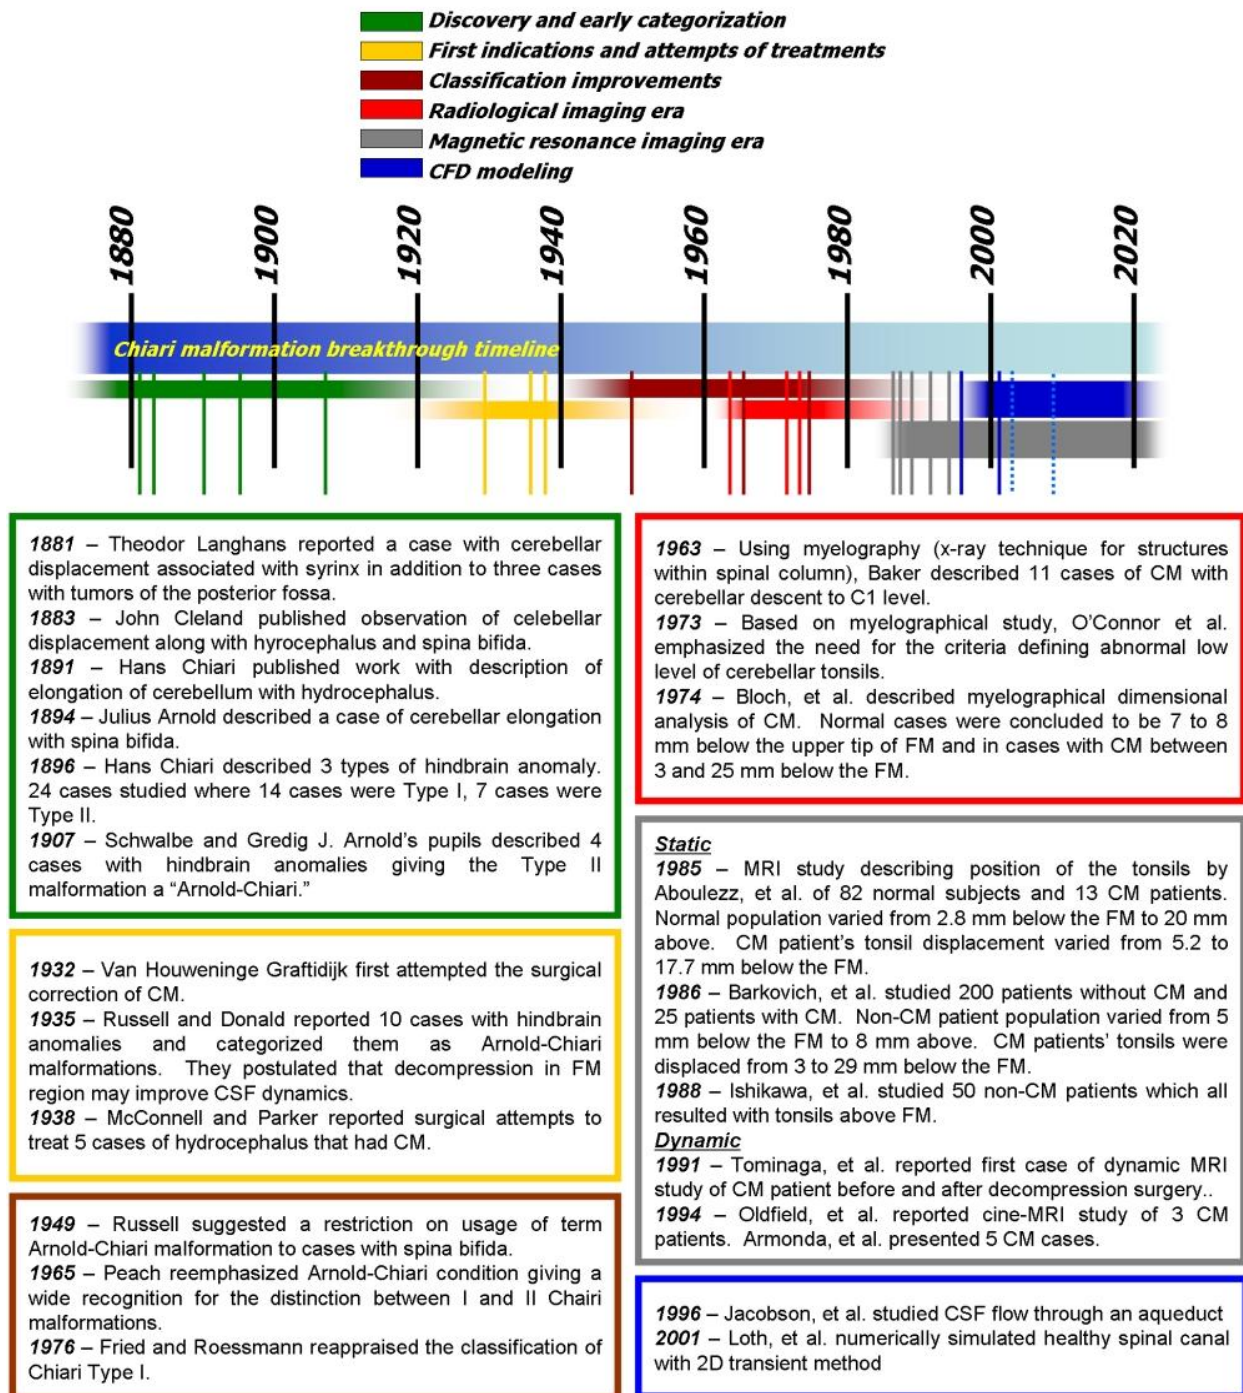 Discovery and early categorization
First indications and attempts of treatments
Classification improvements
Radiological imaging era
Magnetic resonance imaging era
CFD modeling
1880
1900
1920
1940
1960
1980
2000
2020
Chiari malformation breakthrough timeline
1881 – Theodor Langhans reported a case with cerebellar
displacement associated with syrinx in addition to three cases
with tumors of the posterior fossa.
1883 – John Cleland published observation of celebellar
displacement along with hyrocephalus and spina bifida.
1891 – Hans Chiari published work with description of
elongation of cerebellum with hydrocephalus.
1894 – Julius Arnold described a case of cerebellar elongation
with spina bifida.
1896 – Hans Chiari described 3 types of hindbrain anomaly.
24 cases studied where 14 cases were Type I, 7 cases were
Type II.
1907 – Schwalbe and Gredig J. Arnold's pupils described 4
cases with hindbrain anomalies giving the Type II
malformation a “Arnold-Chiari.”
1932 – Van Houweninge Graftidijk first attempted the surgical
correction of CM.
1935 – Russell and Donald reported 10 cases with hindbrain
anomalies and categorized them as Arnold-Chiari
malformations. They postulated that decompression in FM
region may improve CSF dynamics.
1938 – McConnell and Parker reported surgical attempts to
treat 5 cases of hydrocephalus that had CM.
1949 – Russell suggested a restriction on usage of term
Arnold-Chiari malformation to cases with spina bifida.
1965 – Peach reemphasized Arnold-Chiari condition giving a
wide recognition for the distinction between I and II Chairi
malformations.
1976 – Fried and Roessmann reappraised the classification of
Chiari Type I.
1963 – Using myelography (x-ray technique for structures
within spinal column), Baker described 11 cases of CM with
cerebellar descent to C1 level.
1973 – Based on myelographical study, O'Connor et al.
emphasized the need for the criteria defining abnormal low
level of cerebellar tonsils.
1974 – Bloch, et al. described myelographical dimensional
analysis of CM. Normal cases were concluded to be 7 to 8
mm below the upper tip of FM and in cases with CM between
3 and 25 mm below the FM.
Static
1985 – MRI study describing position of the tonsils by
Aboulezz, et al. of 82 normal subjects and 13 CM patients.
Normal population varied from 2.8 mm below the FM to 20 mm
above. CM patient's tonsil displacement varied from 5.2 to
17.7 mm below the FM.
1986 – Barkovich, et al. studied 200 patients without CM and
25 patients with CM. Non-CM patient population varied from 5
mm below the FM to 8 mm above. CM patients' tonsils were
displaced from 3 to 29 mm below the FM.
1988 – Ishikawa, et al. studied 50 non-CM patients which all
resulted with tonsils above FM.
Dynamic
1991 – Tominaga, et al. reported first case of dynamic MRI
study of CM patient before and after decompression surgery..
1994 – Oldfield, et al. reported cine-MRI study of 3 CM
patients. Armonda, et al. presented 5 CM cases.
1996 – Jacobson, et al. studied CSF flow through an aqueduct
2001 – Loth, et al. numerically simulated healthy spinal canal
with 2D transient method